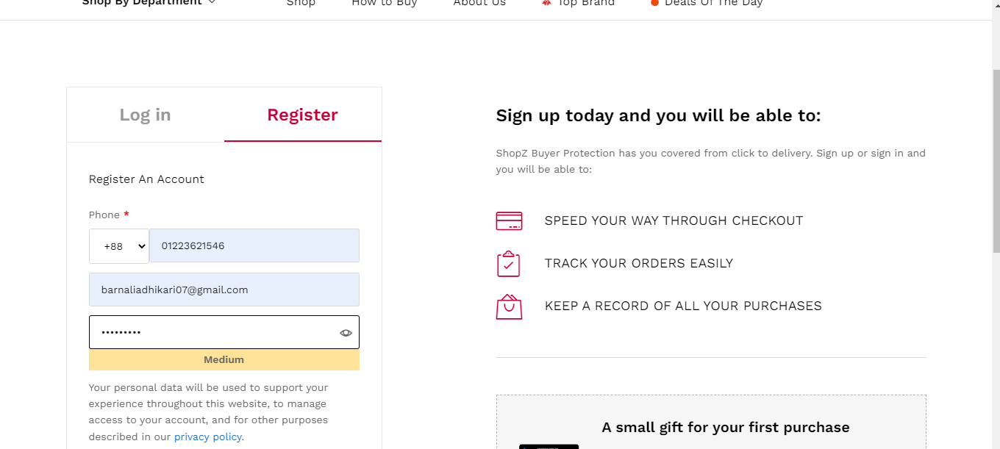 Shop By Department
Shop
How to Buy
About Us
Top Brand
Deals Of The Day
Log in
Register
Register An Account
Phone *
+88
01223621546
barnaliadhikari07@gmail.com
•••••••••
Medium
Your personal data will be used to support your
experience throughout this website, to manage
access to your account, and for other purposes
described in our privacy policy.
Sign up today and you will be able to:
ShopZ Buyer Protection has you covered from click to delivery. Sign up or sign in and
you will be able to:
SPEED YOUR WAY THROUGH CHECKOUT
TRACK YOUR ORDERS EASILY
KEEP A RECORD OF ALL YOUR PURCHASES
A small gift for your first purchase